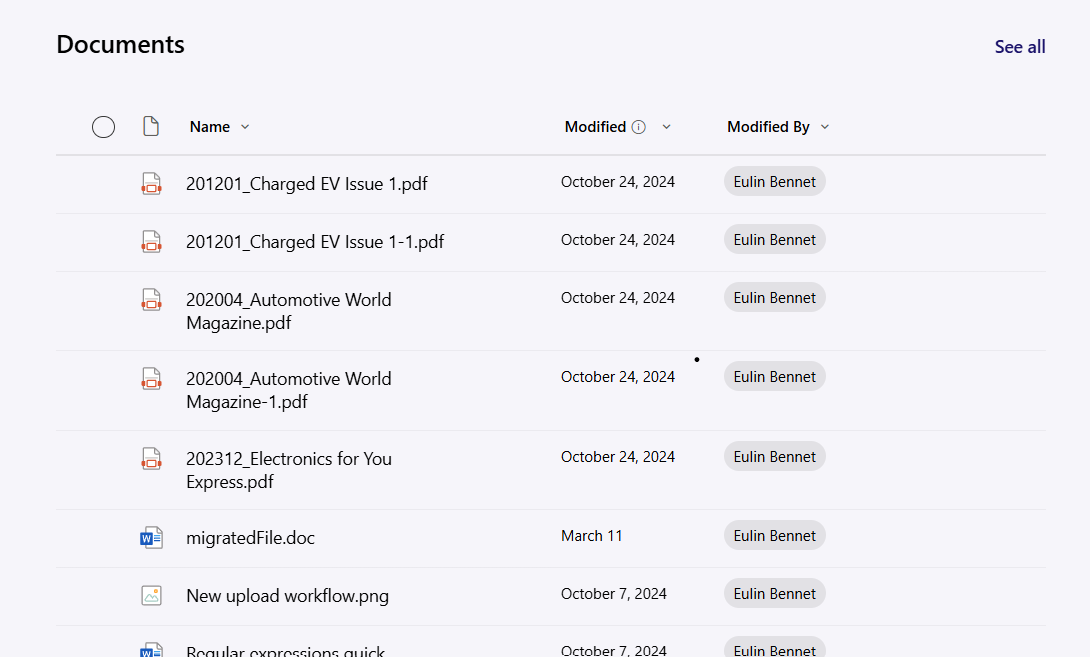 Documents
See all
Name Modified Modified By
201201_Charged EV Issue 1.pdf October 24, 2024 Eulin Bennet
201201_Charged EV Issue 1-1.pdf October 24, 2024 Eulin Bennet
202004_Automotive World October 24, 2024 Eulin Bennet
Magazine.pdf
202004_Automotive World October 24, 2024 Eulin Bennet
Magazine-1.pdf
202312_Electronics for You October 24, 2024 Eulin Bennet
Express.pdf
migratedFile.doc March 11 Eulin Bennet
New upload workflow.png October 7, 2024 Eulin Bennet
Regular expressions quick October 7, 2024 Eulin Bennet